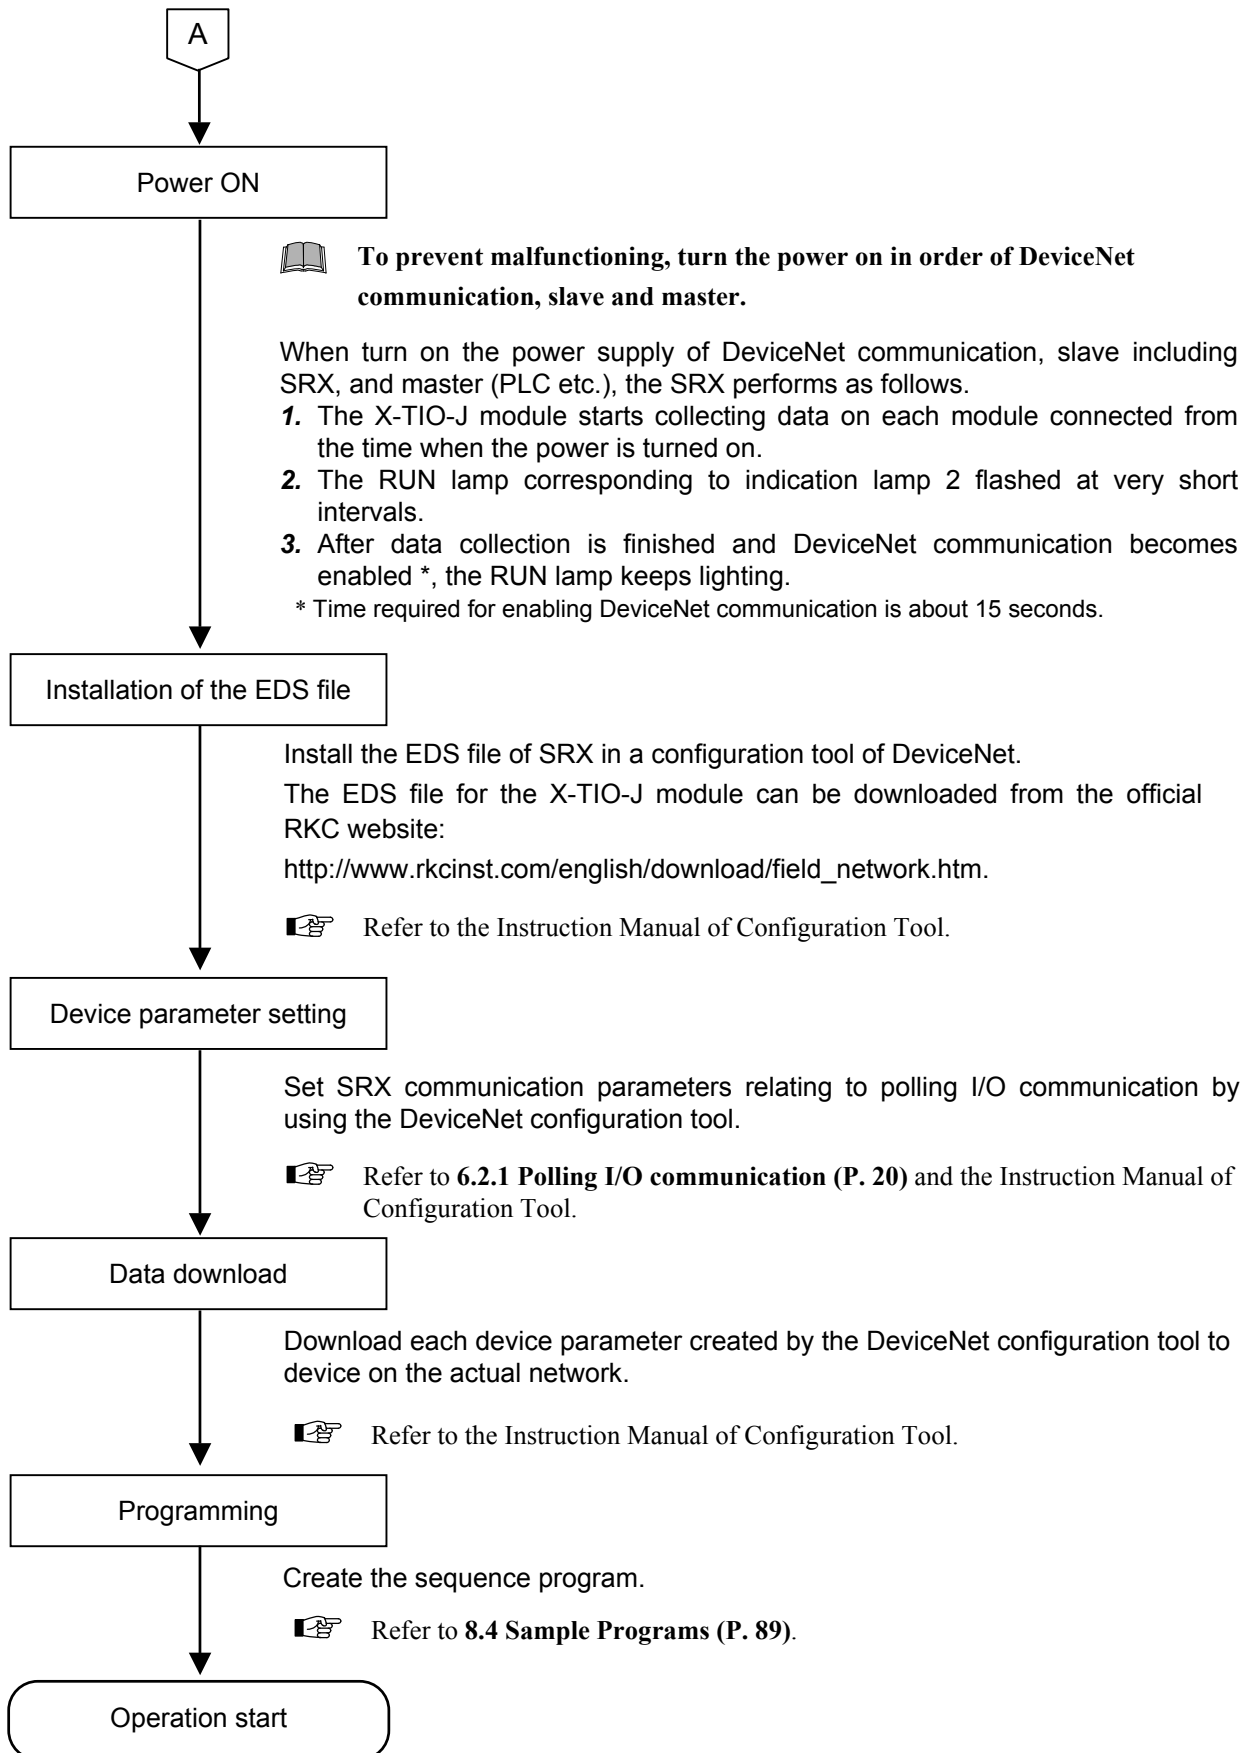 A
Power ON
To prevent malfunctioning, turn the power on in order of DeviceNet
communication, slave and master.
When turn on the power supply of DeviceNet communication, slave including
SRX, and master (PLC etc.), the SRX performs as follows.
1. The X-TIO-J module starts collecting data on each module connected from
the time when the power is turned on.
2. The RUN lamp corresponding to indication lamp 2 flashed at very short
intervals.
3. After data collection is finished and DeviceNet communication becomes
enabled *, the RUN lamp keeps lighting.
* Time required for enabling DeviceNet communication is about 15 seconds.
Installation of the EDS file
Install the EDS file of SRX in a configuration tool of DeviceNet.
The EDS file for the X-TIO-J module can be downloaded from the official
RKC website:
http://www.rkcinst.com/english/download/field_network.htm.
Refer to the Instruction Manual of Configuration Tool.
Device parameter setting
Set SRX communication parameters relating to polling I/O communication by
using the DeviceNet configuration tool.
Refer to 6.2.1 Polling I/O communication (P. 20) and the Instruction Manual of
Configuration Tool.
Data download
Download each device parameter created by the DeviceNet configuration tool to
device on the actual network.
Refer to the Instruction Manual of Configuration Tool.
Programming
Create the sequence program.
Refer to 8.4 Sample Programs (P. 89).
Operation start